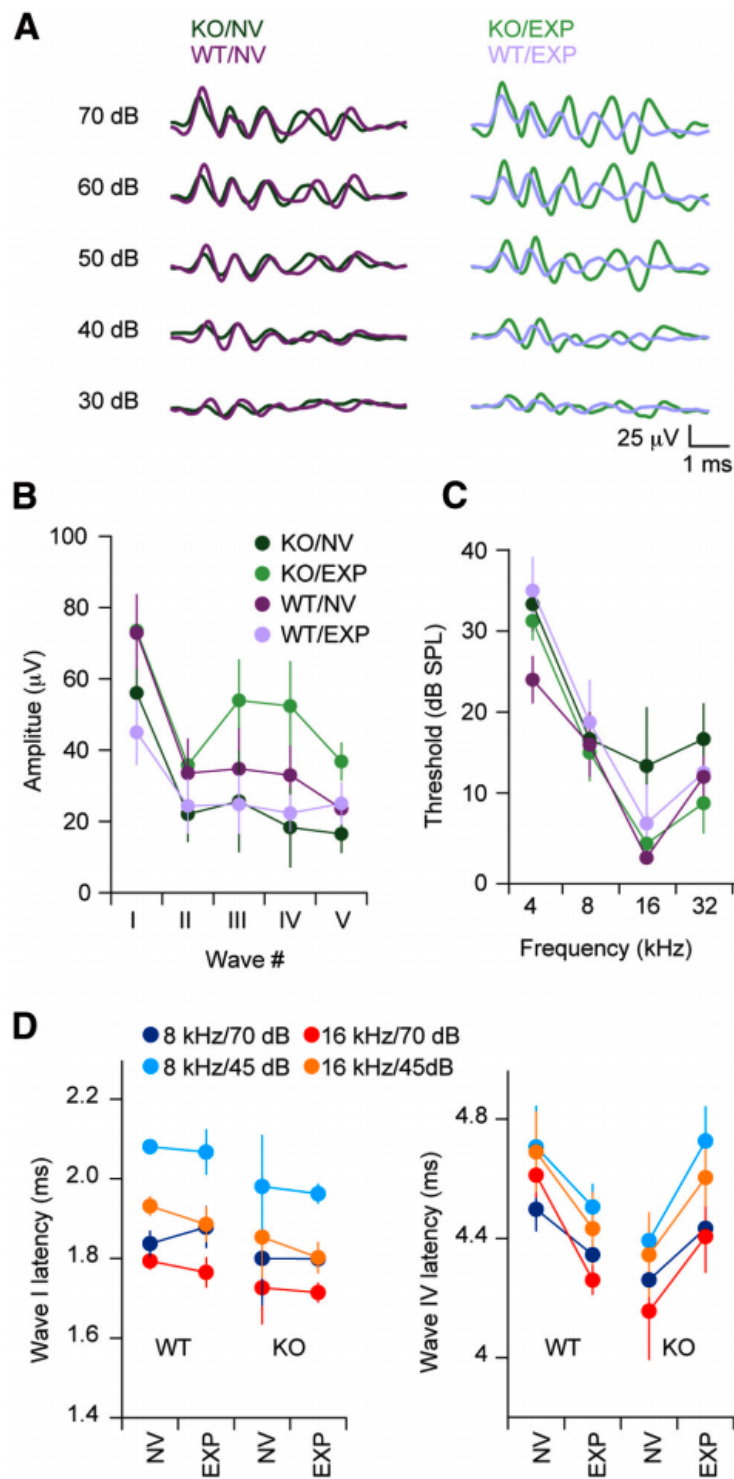 A
KO/NV
WT/NV
KO/EXP
WT/EXP
70 dB
60 dB
50 dB
40 dB
30 dB
25 μV
1 ms
B
100
80
60
40
20
0
Amplitue (μV)
KO/NV
KO/EXP
WT/NV
WT/EXP
I II III IV V
Wave #
C
40
30
20
10
0
Threshold (dB SPL)
4 8 16 32
Frequency (kHz)
D
8 kHz/70 dB 16 kHz/70 dB
8 kHz/45 dB 16 kHz/45dB
2.2
2.0
1.8
1.6
1.4
Wave I latency (ms)
WT KO
NV EXP NV EXP
4.8
4.4
4
Wave IV latency (ms)
WT KO
NV EXP NV EXP